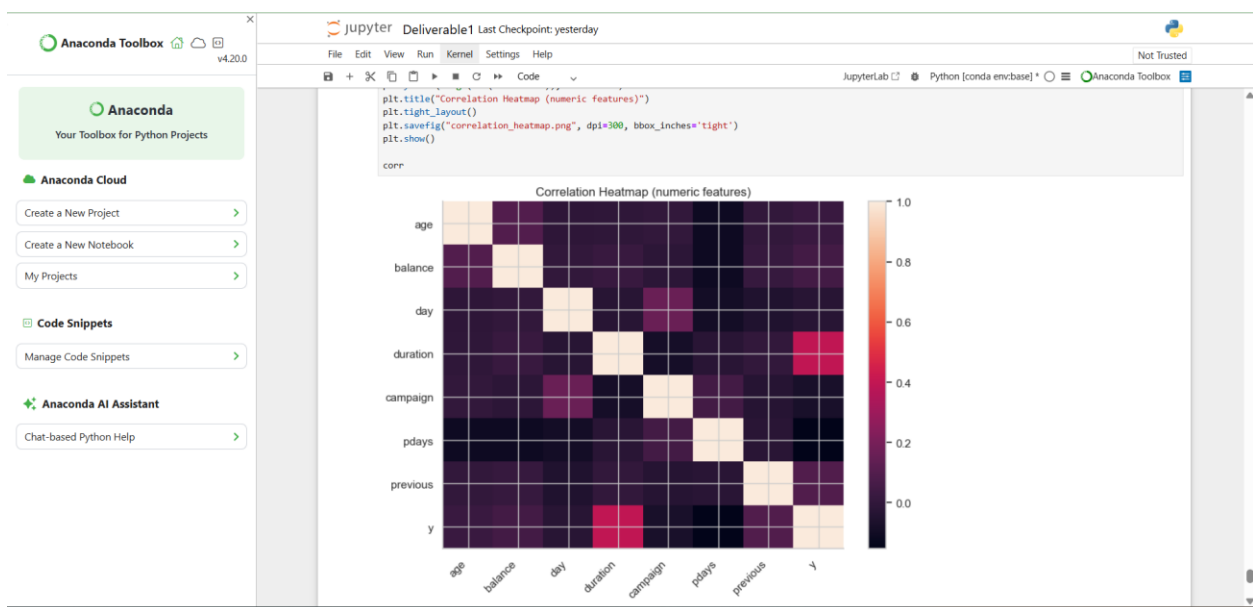 ×
Anaconda Toolbox
v4.20.0
Anaconda
Your Toolbox for Python Projects
Anaconda Cloud
Create a New Project
Create a New Notebook
My Projects
Code Snippets
Manage Code Snippets
Anaconda AI Assistant
Chat-based Python Help
jupyter Deliverable1 Last Checkpoint: yesterday
File Edit View Run Kernel Settings Help
Not Trusted
Code
JupyterLab Python [conda env:base] * Anaconda Toolbox
plt.title("Correlation Heatmap (numeric features)")
plt.tight_layout()
plt.savefig("correlation_heatmap.png", dpi=300, bbox_inches='tight')
plt.show()
corr
Correlation Heatmap (numeric features)
age
balance
day
duration
campaign
pdays
previous
y
age balance day duration campaign pdays previous y
1.0
0.8
0.6
0.4
0.2
0.0